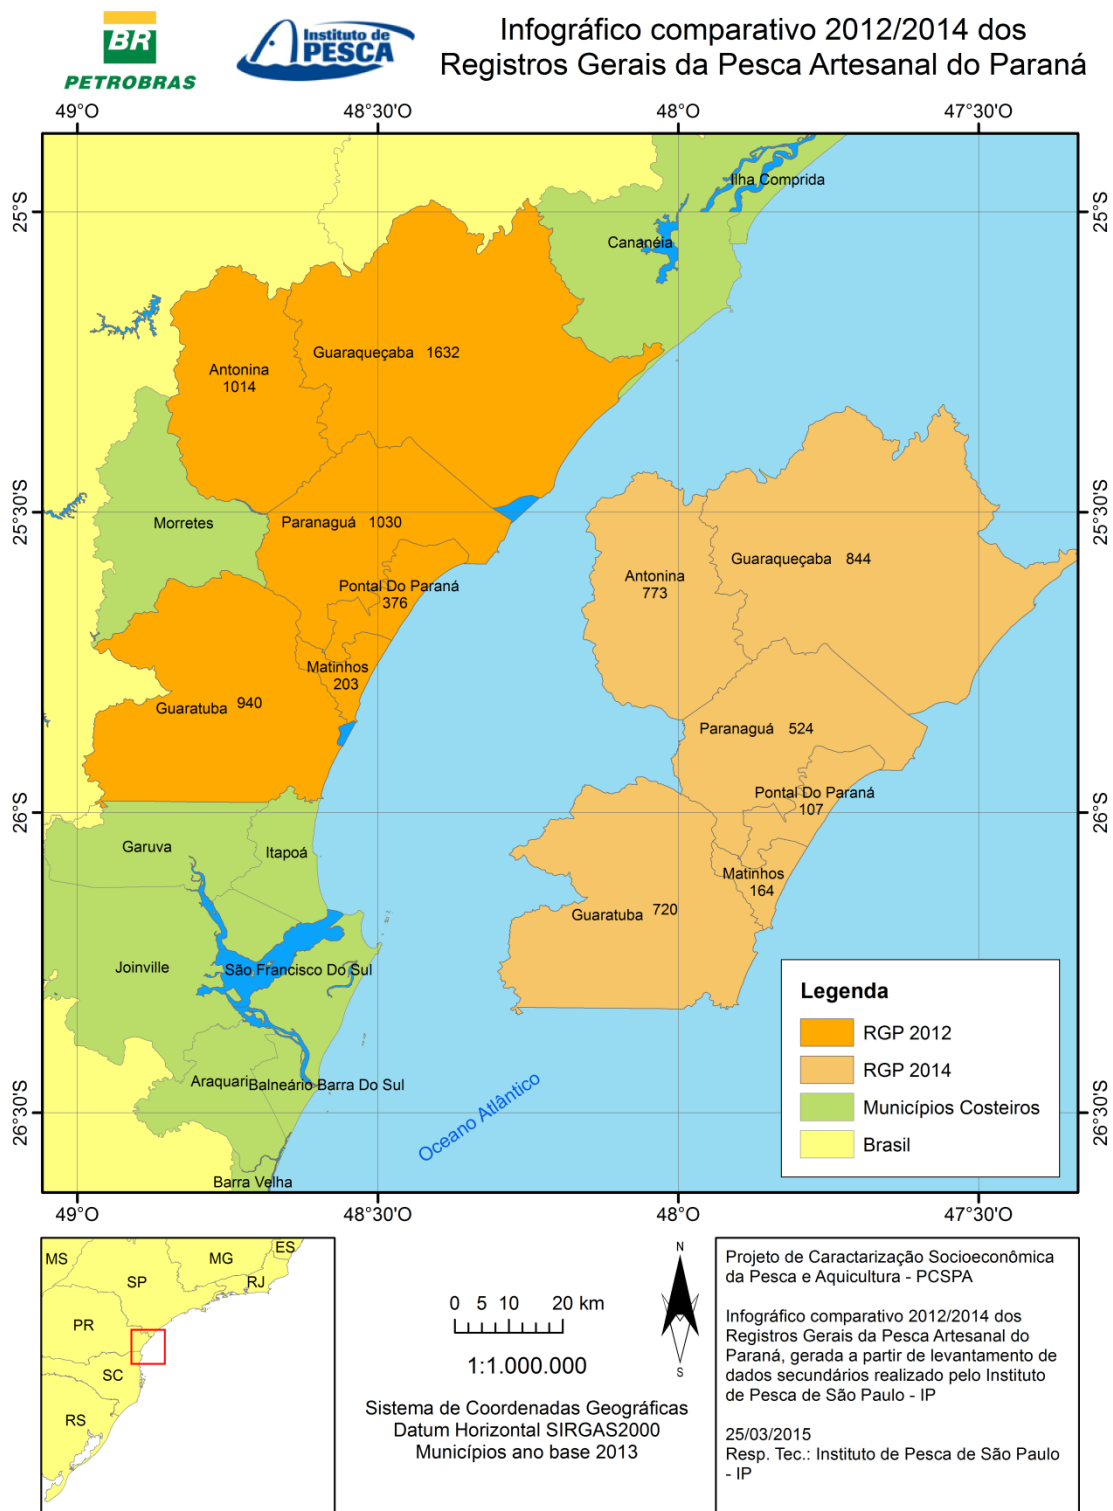 BR
PETROBRAS
Instituto de
PESCA
Infográfico comparativo 2012/2014 dos
Registros Gerais da Pesca Artesanal do Paraná
49°O
48°30'O
48°O
47°30'O
25°S
25°S
Ilha Comprida
Cananéia
Guaraqueçaba 1632
Antonina
1014
25°30'S
25°30'S
Morretes
Paranaguá 1030
Pontal Do Paraná
376
Matinhos
203
Guaratuba 940
Guaraqueçaba 844
Antonina
773
Paranaguá 524
Pontal Do Paraná
107
Matinhos
164
Guaratuba 720
26°S
26°S
Garuva
Itapoá
Joinville
São Francisco Do Sul
Araquari
Balneário Barra Do Sul
Barra Velha
26°30'S
26°30'S
Oceano Atlântico
Legenda
RGP 2012
RGP 2014
Municípios Costeiros
Brasil
49°O
48°30'O
48°O
47°30'O
MS
MG
ES
SP
RJ
PR
SC
RS
0 5 10 20 km
1:1.000.000
Sistema de Coordenadas Geográficas
Datum Horizontal SIRGAS2000
Municípios ano base 2013
N
S
Projeto de Caractarização Socioeconômica
da Pesca e Aquicultura - PCSPA
Infográfico comparativo 2012/2014 dos
Registros Gerais da Pesca Artesanal do
Paraná, gerada a partir de levantamento de
dados secundários realizado pelo Instituto
de Pesca de São Paulo - IP
25/03/2015
Resp. Tec.: Instituto de Pesca de São Paulo
- IP